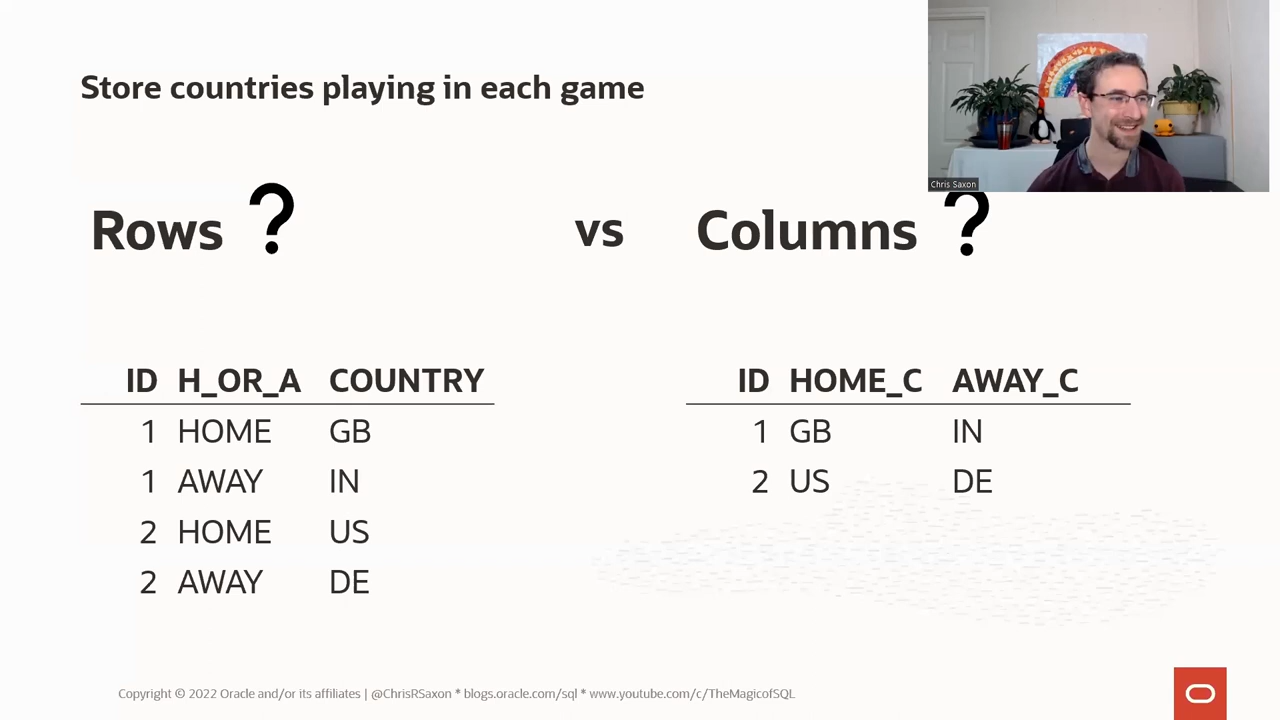 Store countries playing in each game
Chris Saxon
Rows ? vs Columns ?
ID H_OR_A COUNTRY
1 HOME GB
1 AWAY IN
2 HOME US
2 AWAY DE
ID HOME_C AWAY_C
1 GB IN
2 US DE
Copyright © 2022 Oracle and/or its affiliates | @ChrisRSaxon * blogs.oracle.com/sql * www.youtube.com/c/TheMagicofSQL